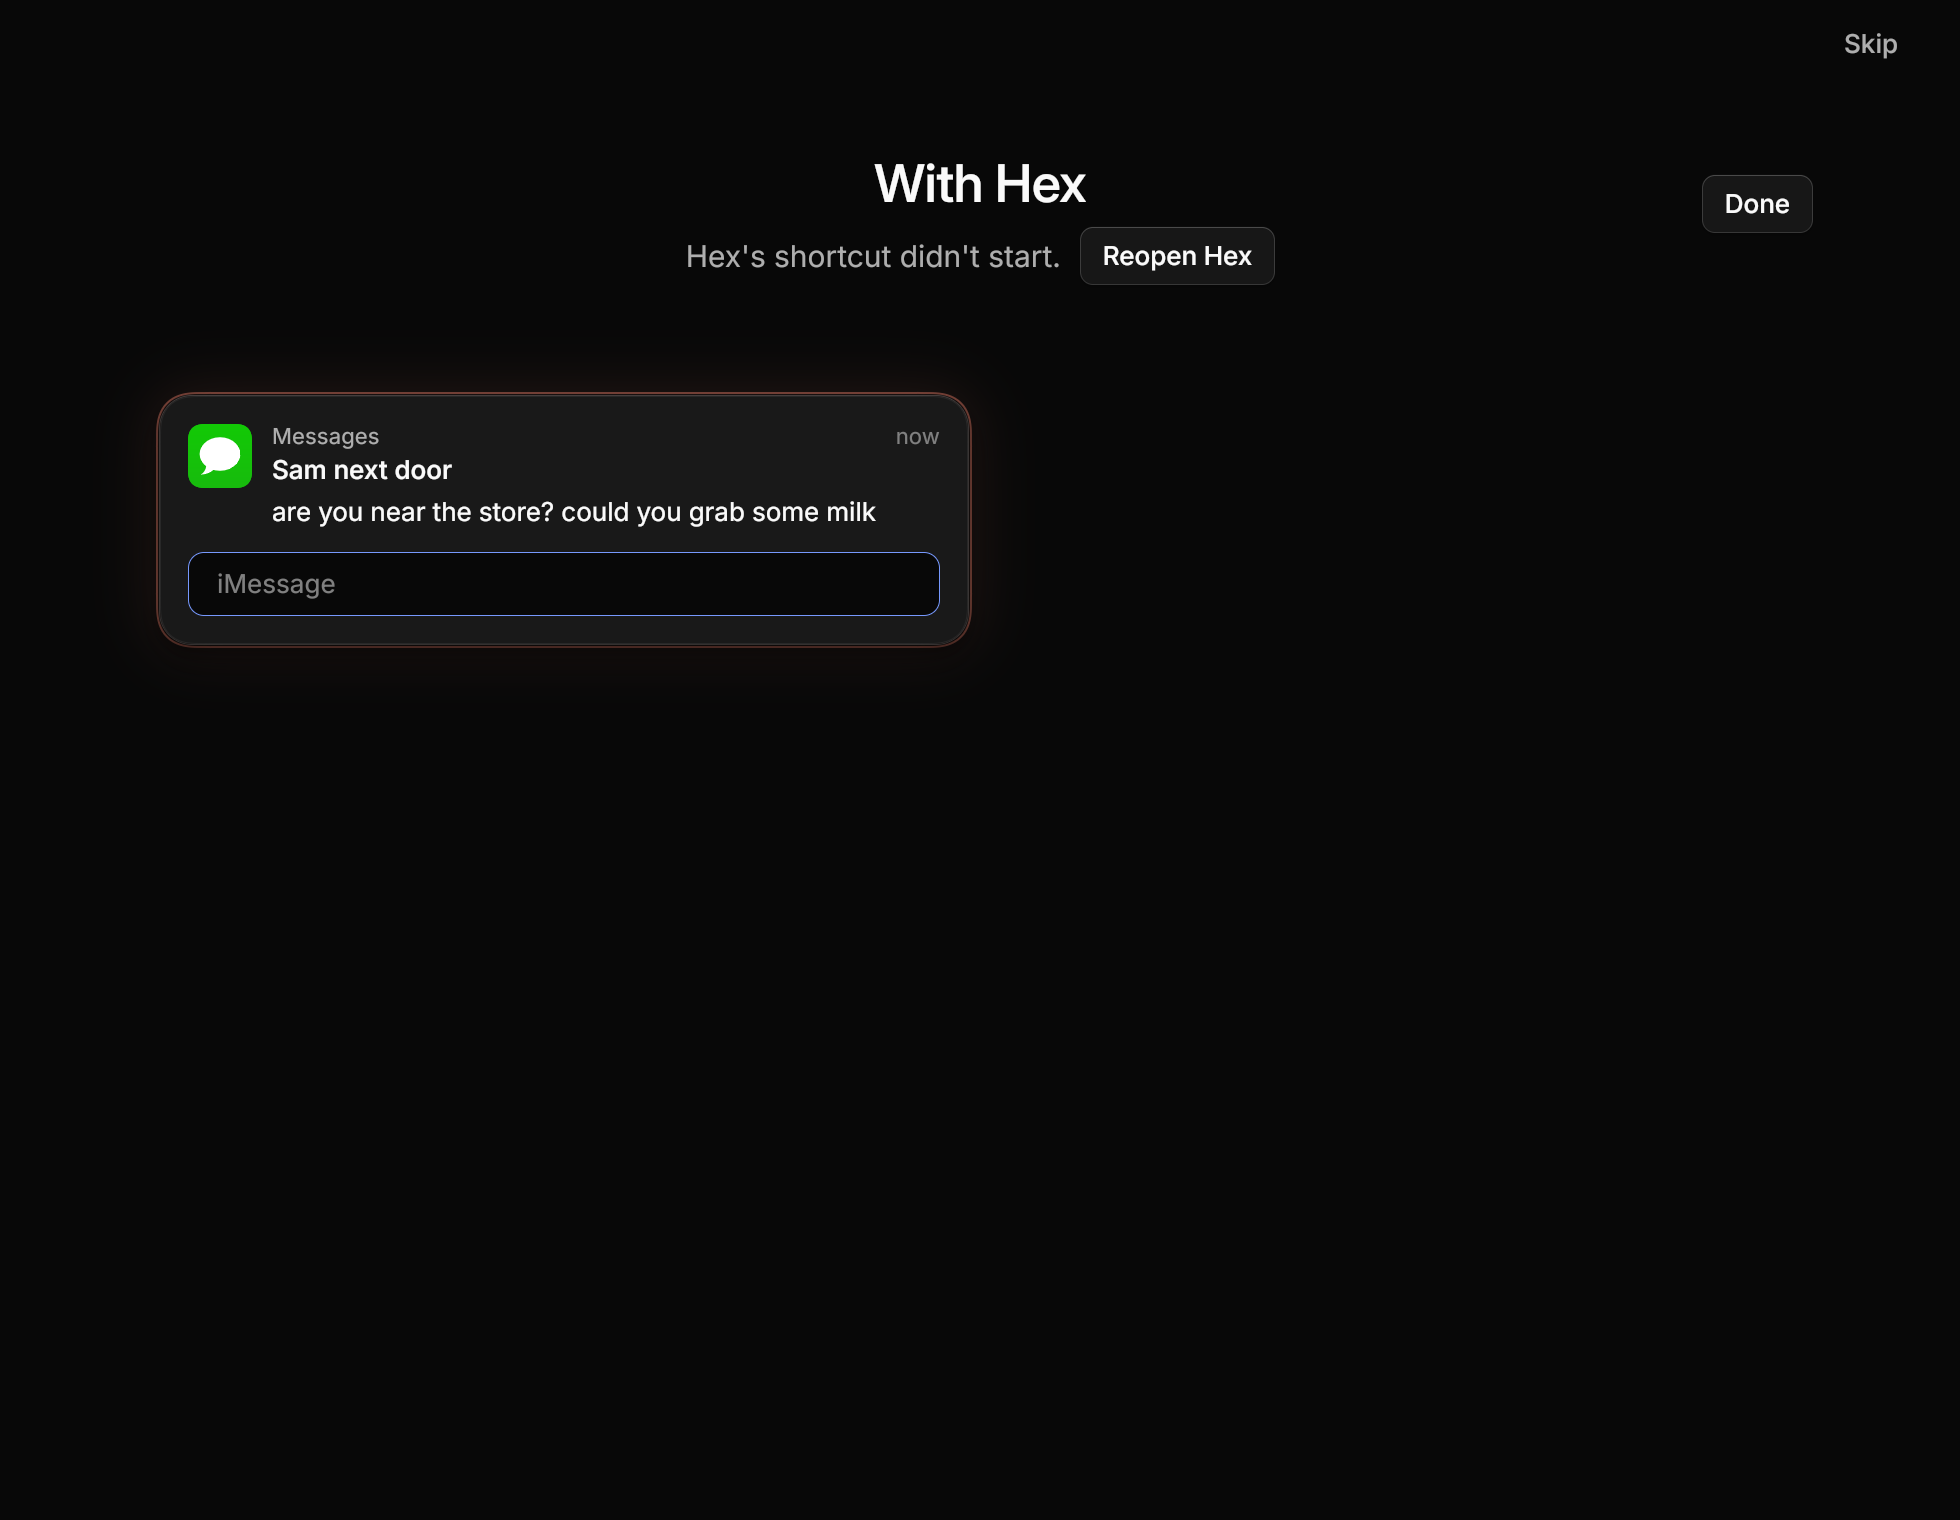 Skip
With Hex
Done
Hex's shortcut didn't start.
Reopen Hex
Messages
now
Sam next door
are you near the store? could you grab some milk
iMessage